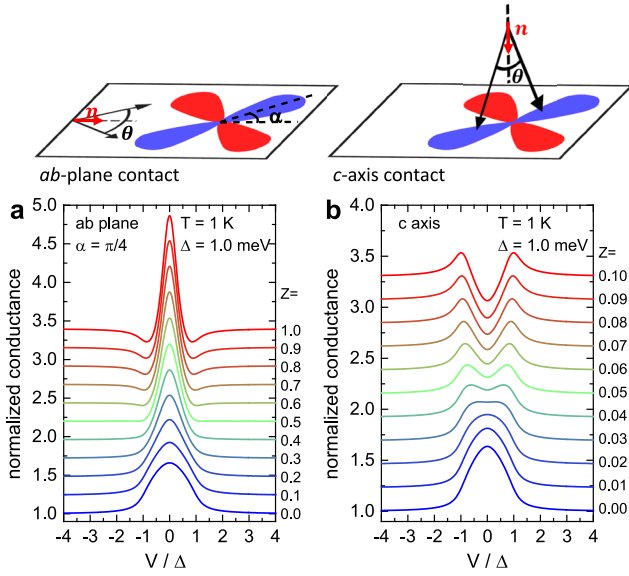 n
θ
α
ab-plane contact
n
θ
c-axis contact
a
ab plane
α = π/4
T = 1 K
Δ = 1.0 meV
Z=
1.0
0.9
0.8
0.7
0.6
0.5
0.4
0.3
0.2
0.1
0.0
normalized conductance
5.0
4.5
4.0
3.5
3.0
2.5
2.0
1.5
1.0
-4 -3 -2 -1 0 1 2 3 4
V / Δ
b
c axis
T = 1 K
Δ = 1.0 meV
Z=
0.10
0.09
0.08
0.07
0.06
0.05
0.04
0.03
0.02
0.01
0.00
normalized conductance
4.0
3.5
3.0
2.5
2.0
1.5
1.0
-4 -3 -2 -1 0 1 2 3 4
V / Δ